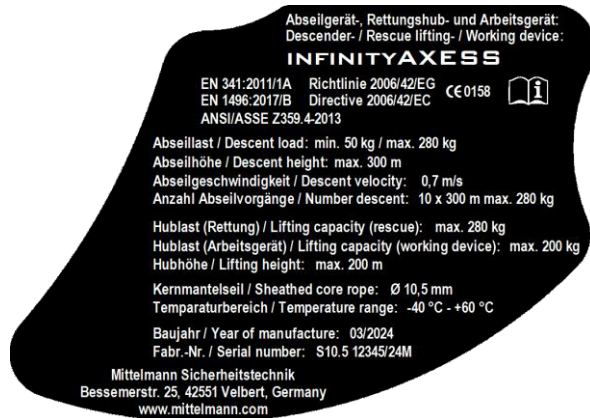 Abseilgerät-, Rettungshub- und Arbeitsgerät:
Descender- / Rescue lifting- / Working device:
INFINITYAXESS
EN 341:2011/1A Richtlinie 2006/42/EG
EN 1496:2017/B Directive 2006/42/EC CE 0158
ANSI/ASSE Z359.4-2013
Abseillast / Descent load: min. 50 kg / max. 280 kg
Abseilhöhe / Descent height: max. 300 m
Abseilgeschwindigkeit / Descent velocity: 0,7 m/s
Anzahl Abseilvorgänge / Number descent: 10 x 300 m max. 280 kg
Hublast (Rettung) / Lifting capacity (rescue): max. 280 kg
Hublast (Arbeitsgerät) / Lifting capacity (working device): max. 200 kg
Hubhöhe / Lifting height: max. 200 m
Kernmantelseil / Sheathed core rope: Ø 10,5 mm
Temparaturbereich / Temperature range: -40 °C - +60 °C
Baujahr / Year of manufacture: 03/2024
Fabr.-Nr. / Serial number: S10.5 12345/24M
Mittelmann Sicherheitstechnik
Bessemerstr. 25, 42551 Velbert, Germany
www.mittelmann.com